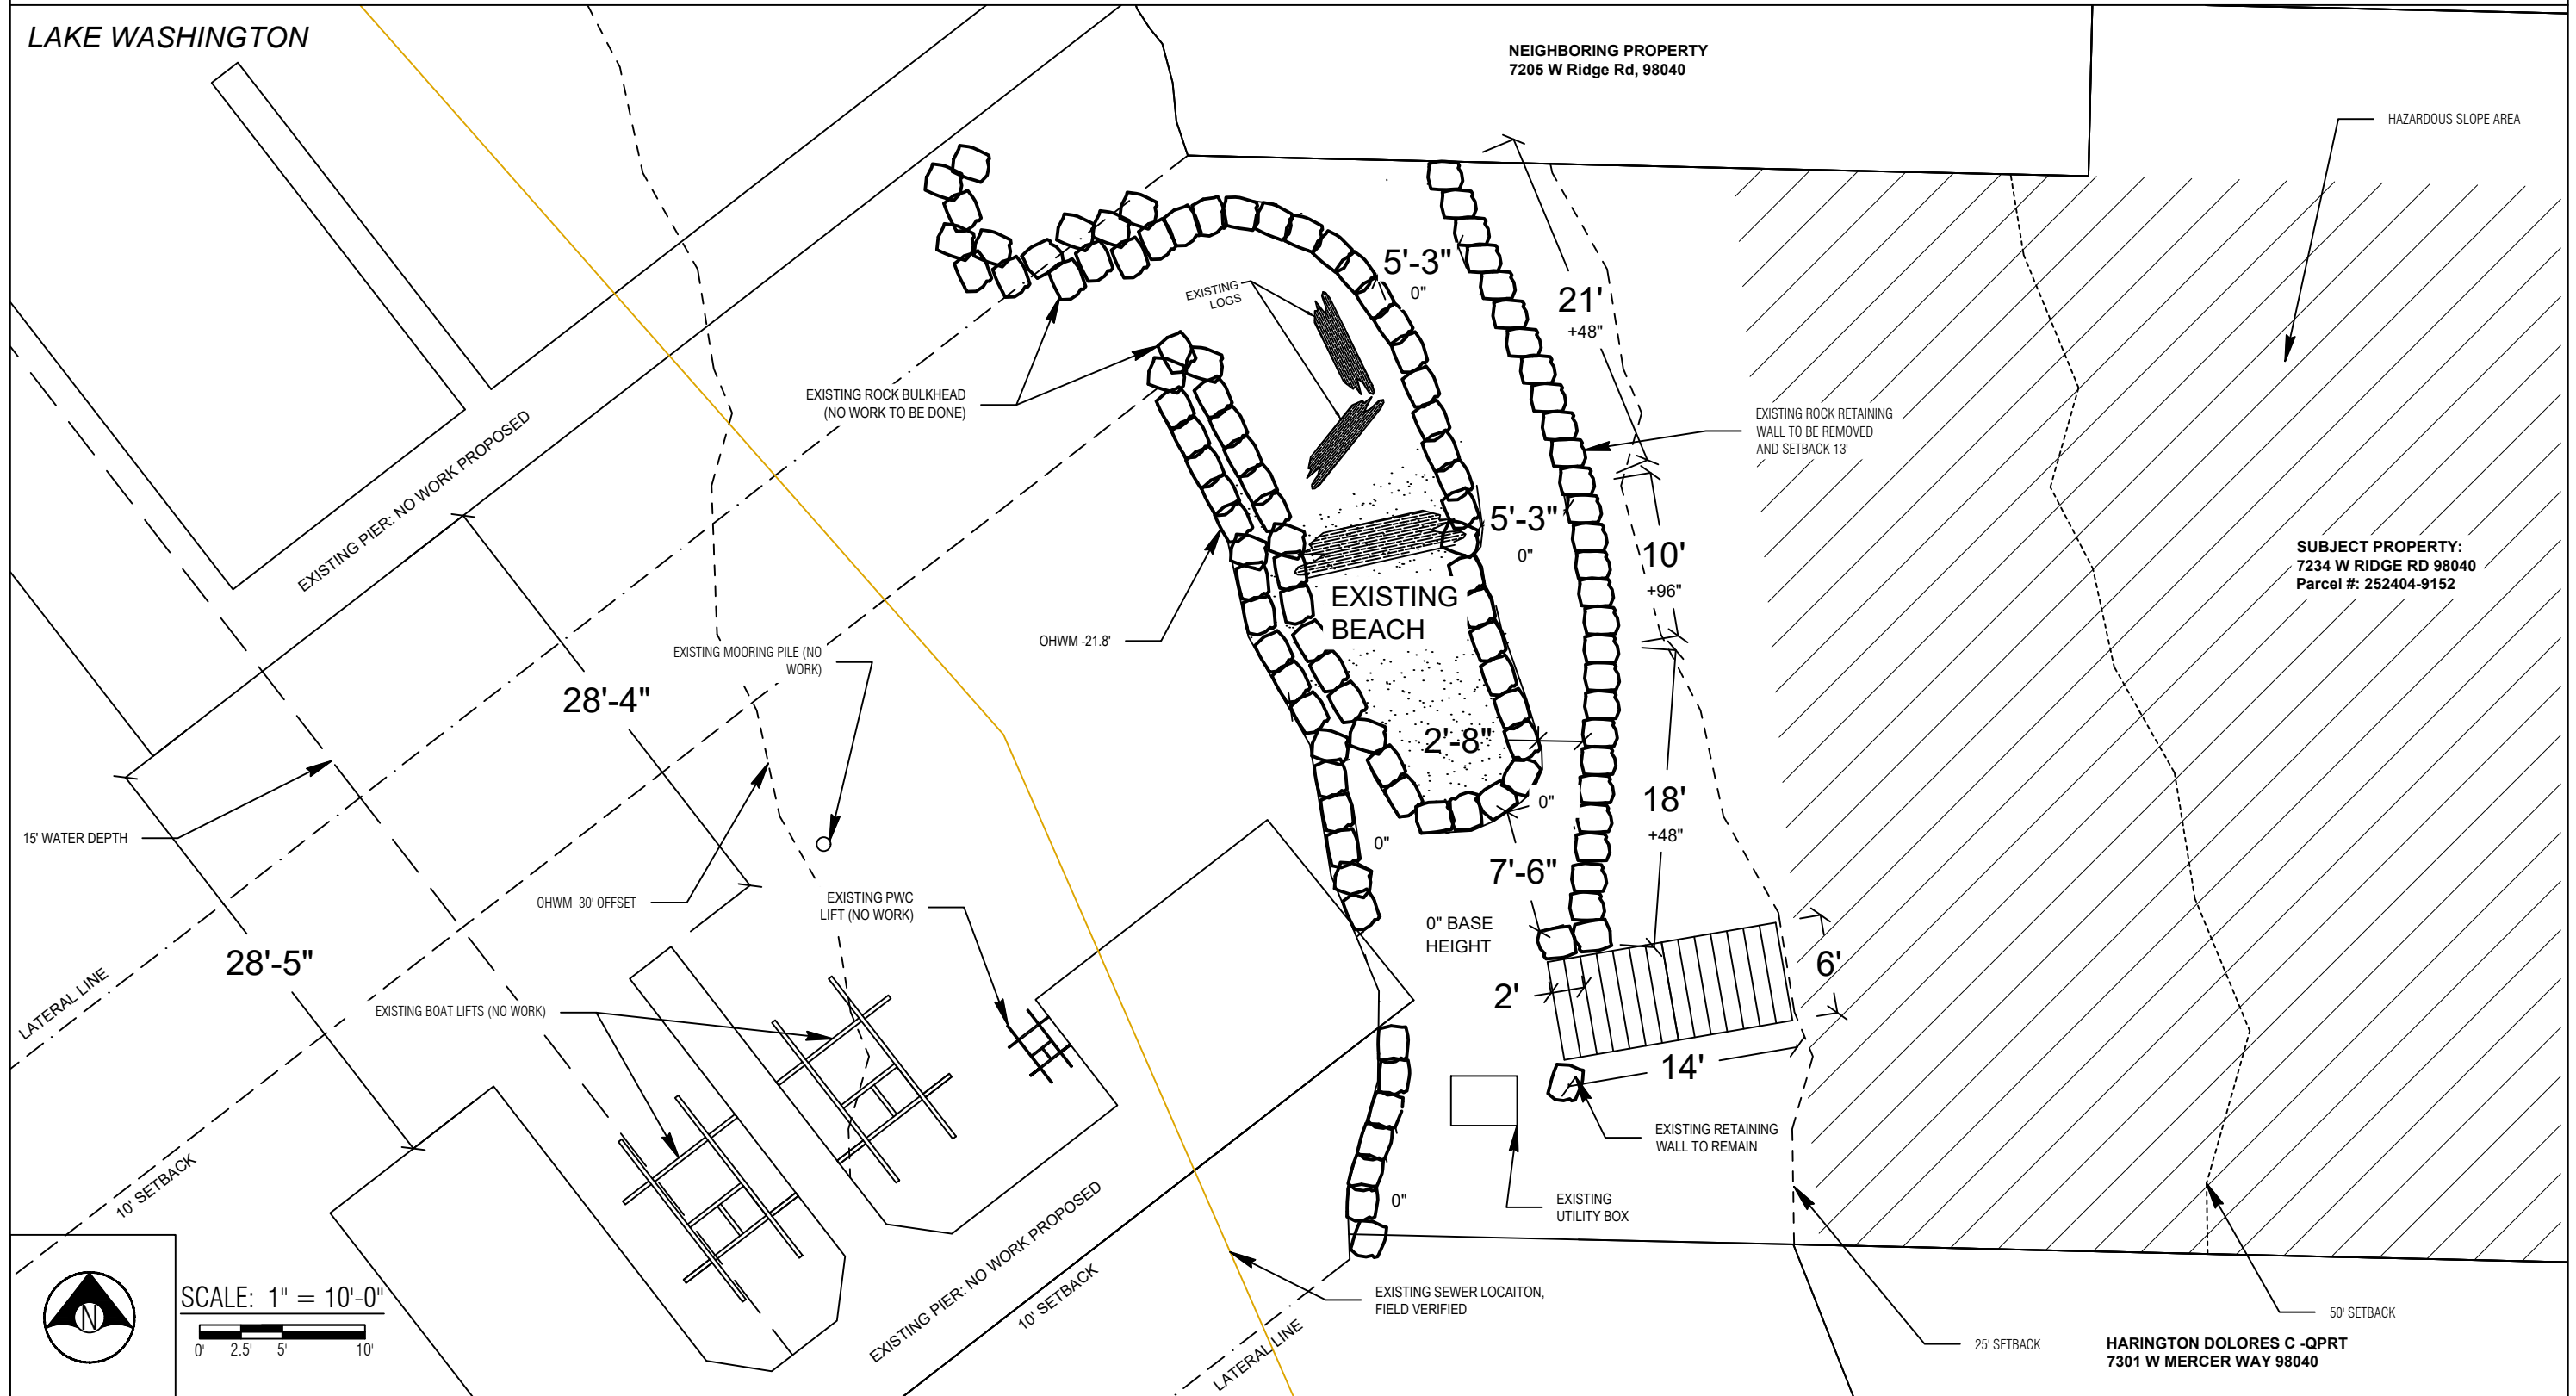 LAKE WASHINGTON
NEIGHBORING PROPERTY
7205 W Ridge Rd, 98040
HAZARDOUS SLOPE AREA
5'-3"
0"
EXISTING
LOGS
21'
+48"
EXISTING ROCK BULKHEAD
(NO WORK TO BE DONE)
EXISTING ROCK RETAINING
WALL TO BE REMOVED
AND SETBACK 13'
EXISTING PIER: NO WORK PROPOSED
5'-3"
0"
10'
+96"
SUBJECT PROPERTY:
7234 W RIDGE RD 98040
Parcel #: 252404-9152
EXISTING
BEACH
OHWM -21.8'
EXISTING MOORING PILE (NO
WORK)
28'-4"
2'-8"
0"
18'
+48"
15' WATER DEPTH
0"
7'-6"
OHWM 30' OFFSET
EXISTING PWC
LIFT (NO WORK)
0" BASE
HEIGHT
28'-5"
6'
2'
LATERAL LINE
EXISTING BOAT LIFTS (NO WORK)
14'
EXISTING RETAINING
WALL TO REMAIN
10' SETBACK
0"
EXISTING
UTILITY BOX
EXISTING PIER: NO WORK PROPOSED
10' SETBACK
EXISTING SEWER LOCAITON,
FIELD VERIFIED
LATERAL LINE
50' SETBACK
25' SETBACK
HARINGTON DOLORES C -QPRT
7301 W MERCER WAY 98040
N
SCALE: 1" = 10'-0"
0' 2.5' 5' 10'